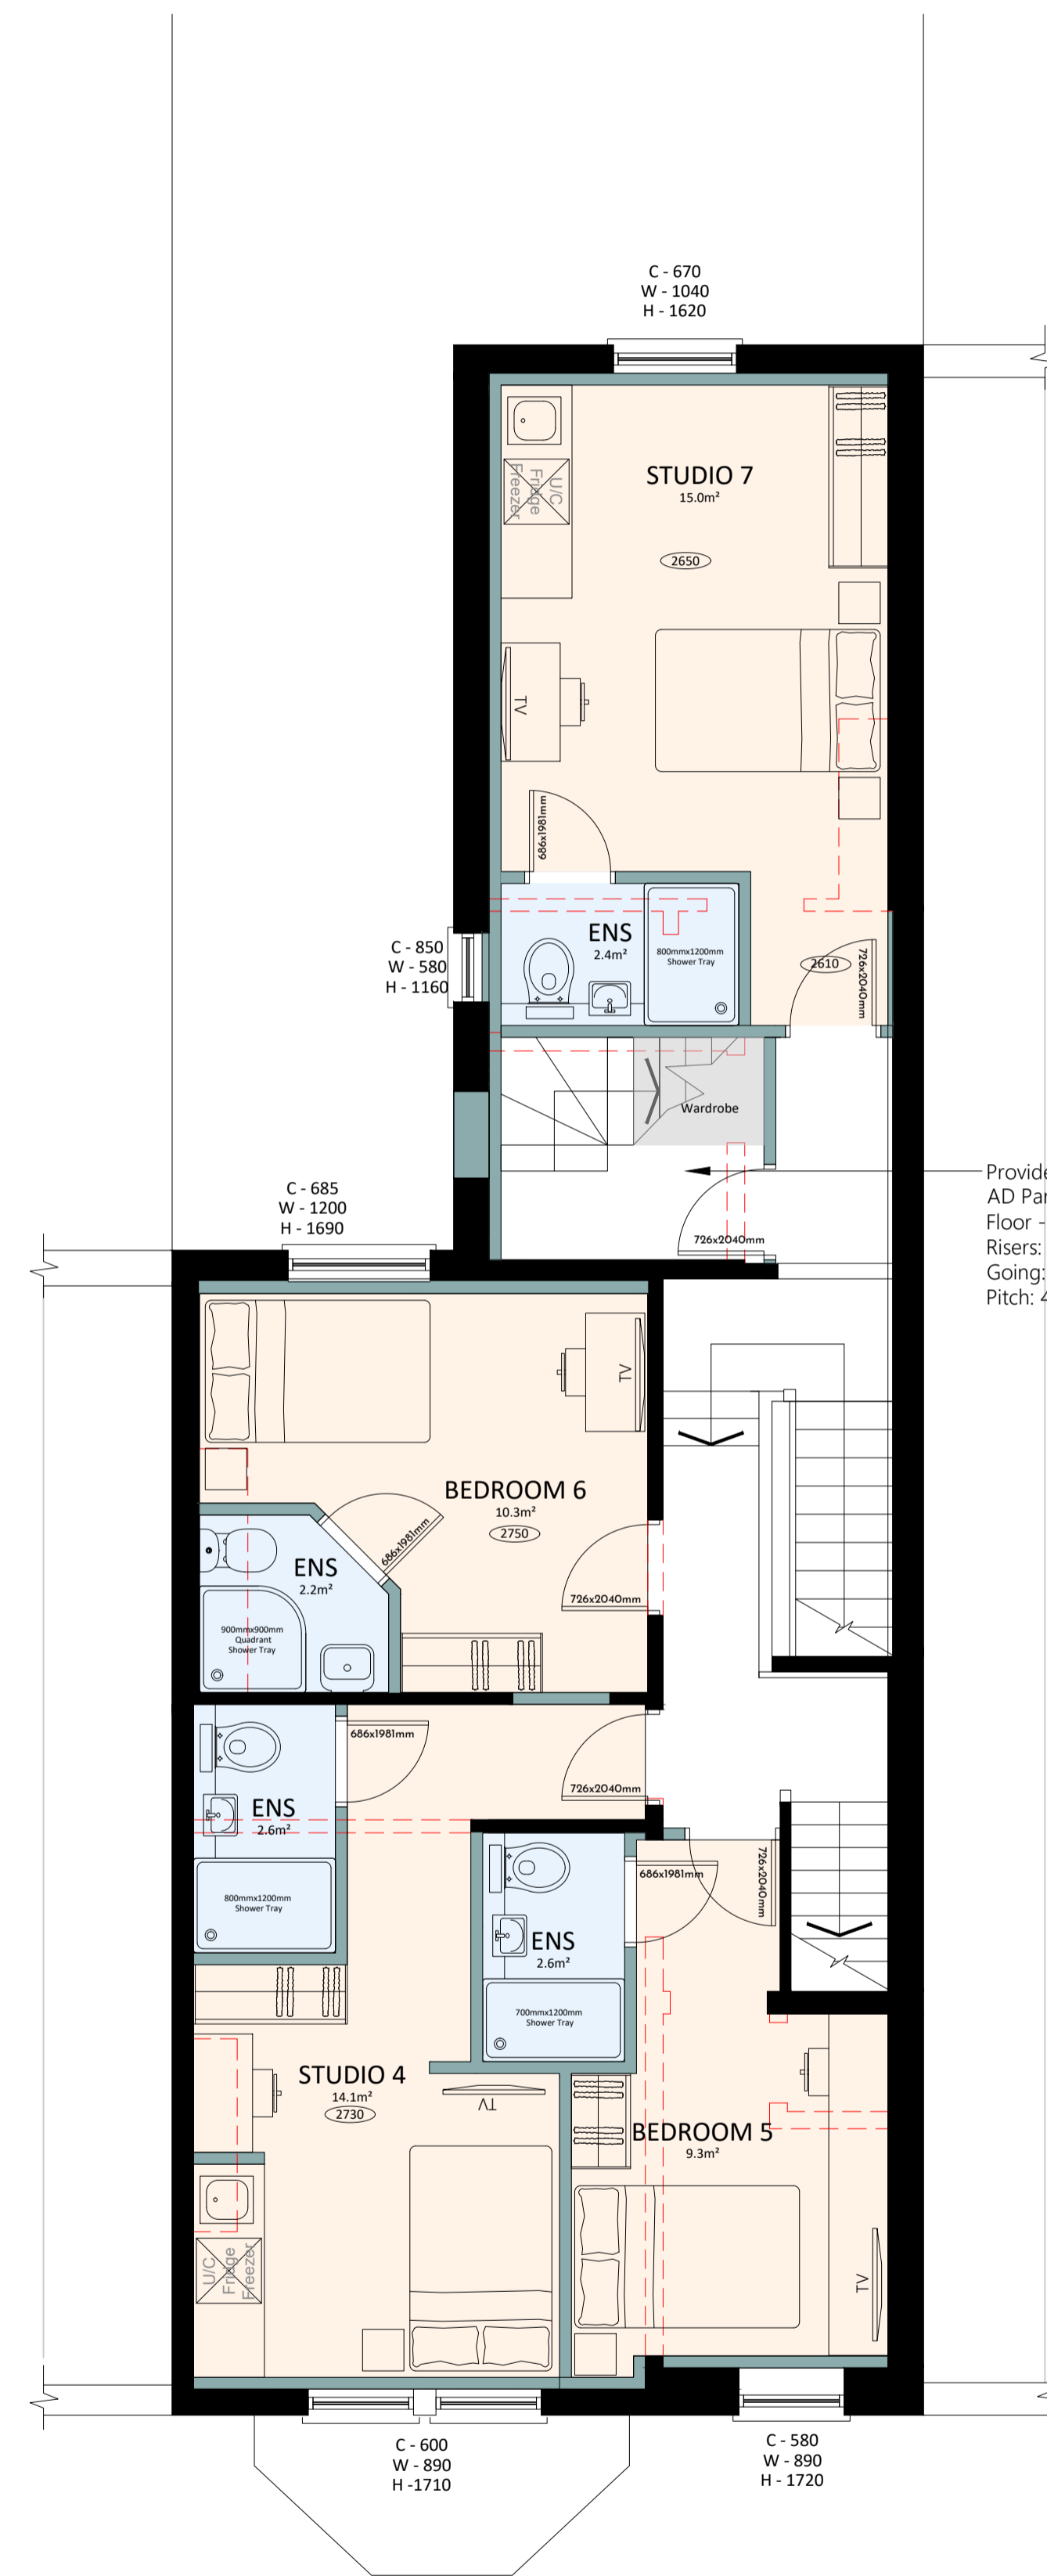 C - 670
W - 1040
H - 1620
U/C
Fridge
Freezer
STUDIO 7
15.0m²
2650
TV
686x1981mm
ENS
2.4m²
800mmx1200mm
Shower Tray
C - 850
W - 580
H - 1160
2610
726x2040mm
Wardrobe
726x2040mm
Provide
AD Par
Floor -
Risers:
Going:
Pitch: 4
C - 685
W - 1200
H - 1690
TV
BEDROOM 6
10.3m²
2750
686x1981mm
ENS
2.2m²
900mmx900mm
Quadrant
Shower Tray
726x2040mm
686x1981mm
726x2040mm
ENS
2.6m²
800mmx1200mm
Shower Tray
686x1981mm
726x2040mm
ENS
2.6m²
700mmx1200mm
Shower Tray
STUDIO 4
14.1m²
2730
TV
BEDROOM 5
9.3m²
U/C
Fridge
Freezer
TV
C - 600
W - 890
H -1710
C - 580
W - 890
H - 1720